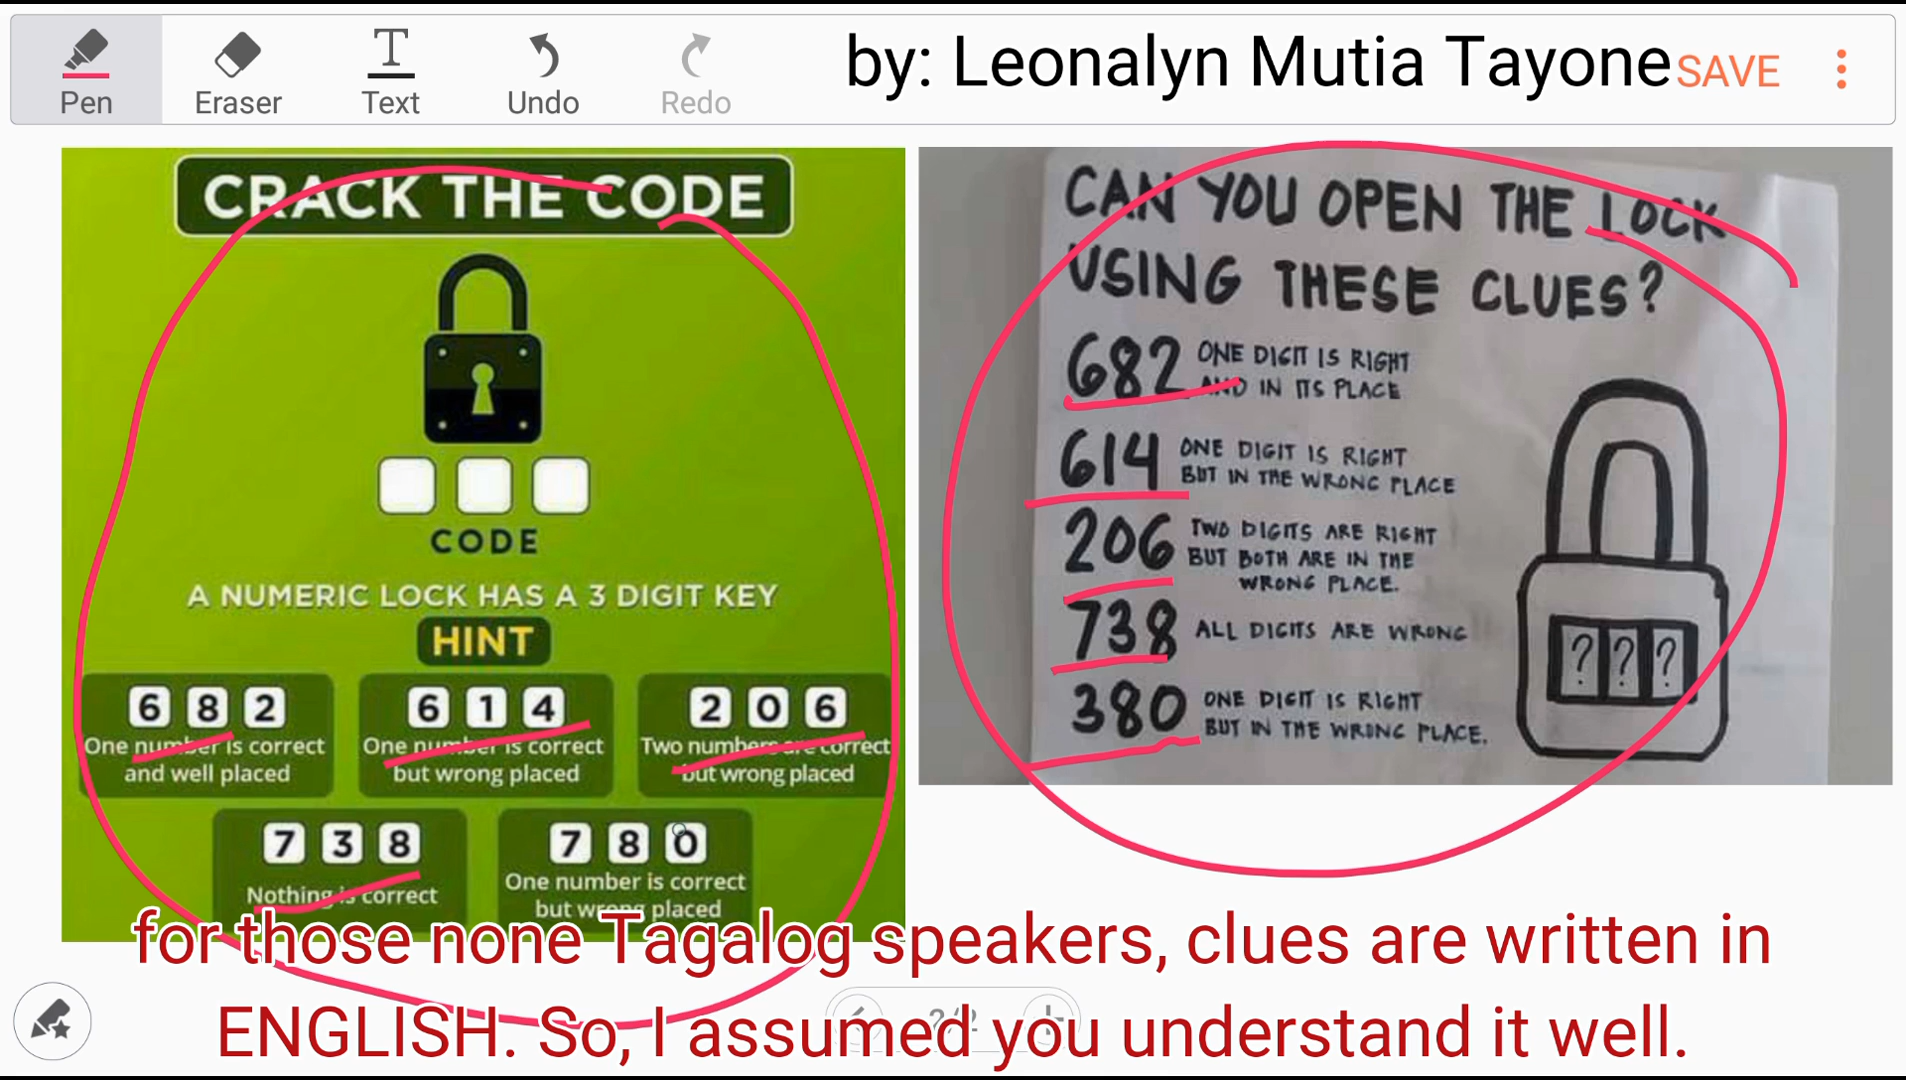 Pen
Eraser
Text
Undo
Redo
by: Leonalyn Mutia Tayone
SAVE
CRACK THE CODE
CODE
A NUMERIC LOCK HAS A 3 DIGIT KEY
HINT
6 8 2
One number is correct
and well placed
6 1 4
One number is correct
but wrong placed
2 0 6
Two numbers are correct
but wrong placed
7 3 8
Nothing is correct
7 8 0
One number is correct
but wrong placed
CAN YOU OPEN THE LOCK
USING THESE CLUES?
682 ONE DIGIT IS RIGHT
AND IN ITS PLACE
614 ONE DIGIT IS RIGHT
BUT IN THE WRONG PLACE
206 TWO DIGITS ARE RIGHT
BUT BOTH ARE IN THE
WRONG PLACE.
738 ALL DIGITS ARE WRONG
380 ONE DIGIT IS RIGHT
BUT IN THE WRONG PLACE.
? ? ?
for those none Tagalog speakers, clues are written in
ENGLISH. So, I assumed you understand it well.
2/2